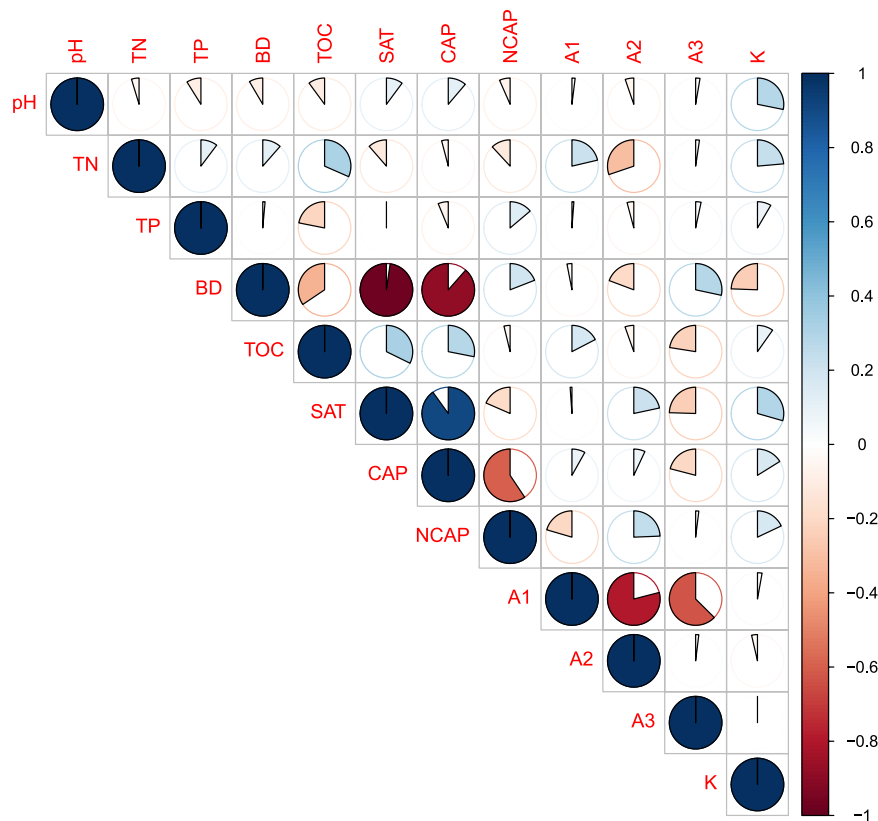 pH TN TP BD TOC SAT CAP NCAP A1 A2 A3 K
pH
TN
TP
BD
TOC
SAT
CAP
NCAP
A1
A2
A3
K
1
0.8
0.6
0.4
0.2
0
−0.2
−0.4
−0.6
−0.8
−1